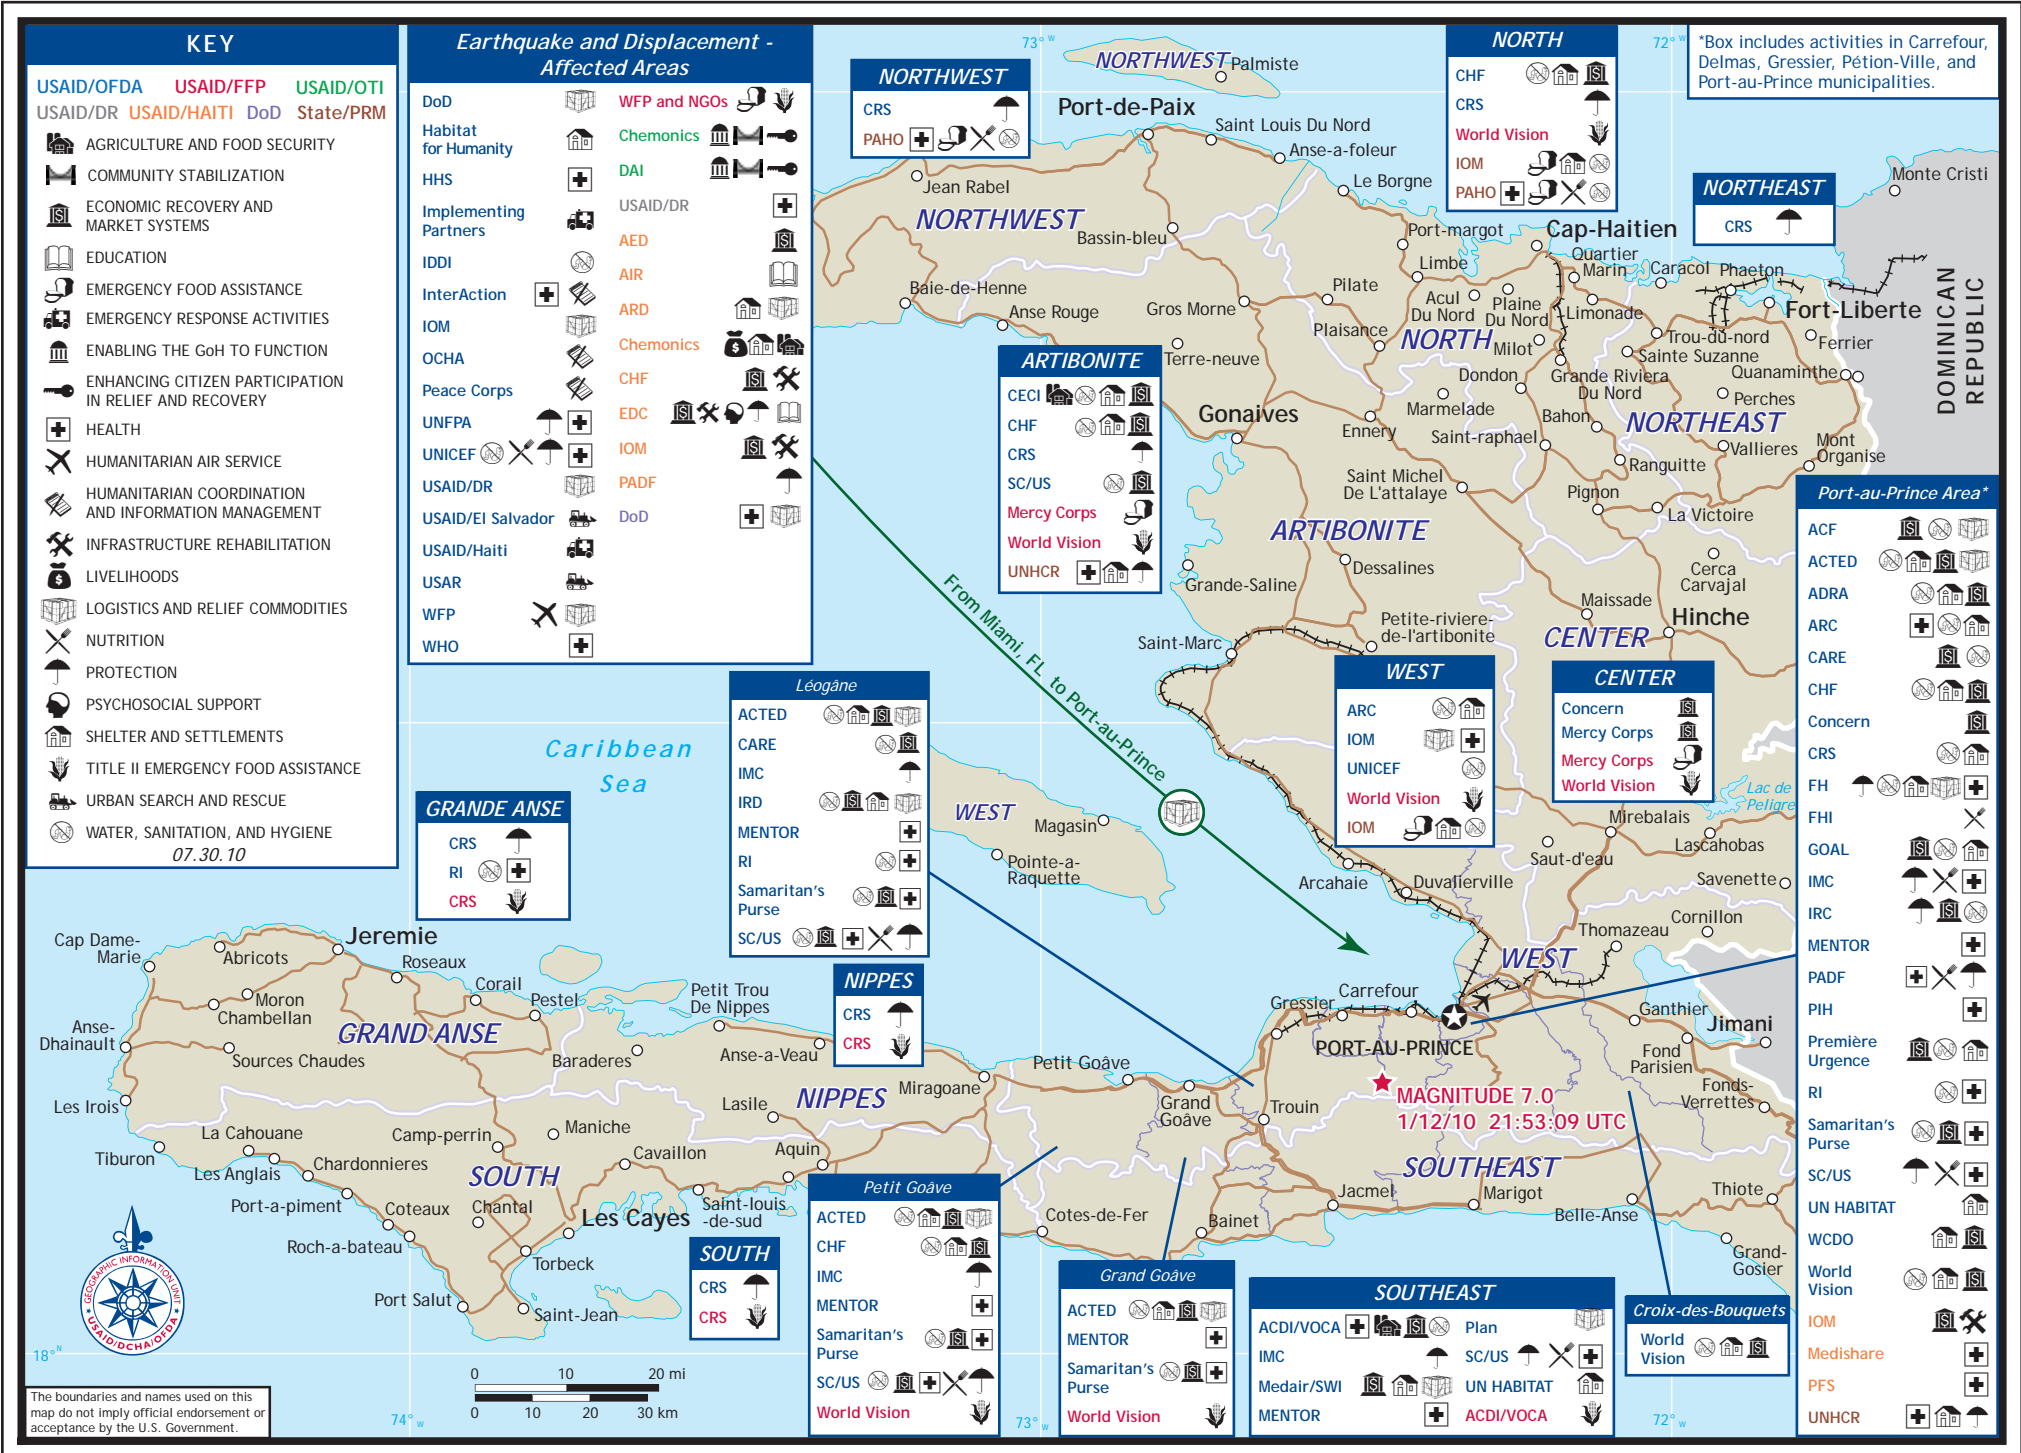 KEY
USAID/OFDA USAID/FFP USAID/OTI
USAID/DR USAID/HAITI DoD State/PRM
AGRICULTURE AND FOOD SECURITY
COMMUNITY STABILIZATION
ECONOMIC RECOVERY AND
MARKET SYSTEMS
EDUCATION
EMERGENCY FOOD ASSISTANCE
EMERGENCY RESPONSE ACTIVITIES
ENABLING THE GoH TO FUNCTION
ENHANCING CITIZEN PARTICIPATION
IN RELIEF AND RECOVERY
HEALTH
HUMANITARIAN AIR SERVICE
HUMANITARIAN COORDINATION
AND INFORMATION MANAGEMENT
INFRASTRUCTURE REHABILITATION
LIVELIHOODS
LOGISTICS AND RELIEF COMMODITIES
NUTRITION
PROTECTION
PSYCHOSOCIAL SUPPORT
SHELTER AND SETTLEMENTS
TITLE II EMERGENCY FOOD ASSISTANCE
URBAN SEARCH AND RESCUE
WATER, SANITATION, AND HYGIENE
07.30.10
Earthquake and Displacement -
Affected Areas
DoD
Habitat
for Humanity
HHS
Implementing
Partners
IDDI
InterAction
IOM
OCHA
Peace Corps
UNFPA
UNICEF
USAID/DR
USAID/El Salvador
USAID/Haiti
USAR
WFP
WHO
WFP and NGOs
Chemonics
DAI
USAID/DR
AED
AIR
ARD
Chemonics
CHF
EDC
IOM
PADF
DoD
NORTHWEST
CRS
PAHO
NORTH
CHF
CRS
World Vision
IOM
PAHO
*Box includes activities in Carrefour,
Delmas, Gressier, Pétion-Ville, and
Port-au-Prince municipalities.
NORTHEAST
CRS
ARTIBONITE
CECI
CHF
CRS
SC/US
Mercy Corps
World Vision
UNHCR
WEST
ARC
IOM
UNICEF
World Vision
IOM
CENTER
Concern
Mercy Corps
Mercy Corps
World Vision
Port-au-Prince Area*
ACF
ACTED
ADRA
ARC
CARE
CHF
Concern
CRS
FH
FHI
GOAL
IMC
IRC
MENTOR
PADF
PIH
Première
Urgence
RI
Samaritan's
Purse
SC/US
UN HABITAT
WCDO
World
Vision
IOM
Medishare
PFS
UNHCR
Léogâne
ACTED
CARE
IMC
IRD
MENTOR
RI
Samaritan's
Purse
SC/US
GRANDE ANSE
CRS
RI
CRS
NIPPES
CRS
CRS
SOUTH
CRS
CRS
Petit Goâve
ACTED
CHF
IMC
MENTOR
Samaritan's
Purse
SC/US
World Vision
Grand Goâve
ACTED
MENTOR
Samaritan's
Purse
World Vision
SOUTHEAST
ACDI/VOCA
IMC
Medair/SWI
MENTOR
Plan
SC/US
UN HABITAT
ACDI/VOCA
Croix-des-Bouquets
World
Vision
73° W
72° W
NORTHWEST
Palmiste
Port-de-Paix
Saint Louis Du Nord
Anse-a-foleur
Jean Rabel
Le Borgne
NORTHWEST
Bassin-bleu
Port-margot
Cap-Haitien
Monte Cristi
Limbe
Quartier
Marin
Caracol
Phaeton
Baie-de-Henne
Anse Rouge
Gros Morne
Pilate
Acul
Du Nord
Plaine
Du Nord
Limonade
Fort-Liberte
DOMINICAN
REPUBLIC
Plaisance
NORTH
Milot
Trou-du-nord
Sainte Suzanne
Ferrier
Terre-neuve
Dondon
Grande Riviera
Du Nord
Quanaminthe
Marmelade
Perches
Gonaives
Ennery
Bahon
NORTHEAST
Saint-raphael
Vallieres
Mont
Organise
Ranguitte
Saint Michel
De L'attalaye
Pignon
La Victoire
ARTIBONITE
Dessalines
Cerca
Carvajal
Grande-Saline
Maissade
Hinche
Petite-riviere-
de-l'artibonite
CENTER
Saint-Marc
From Miami, FL to Port-au-Prince
Caribbean
Sea
WEST
Magasin
Pointe-a-
Raquette
Lac de
Peligre
Mirebalais
Lascahobas
Saut-d'eau
Savenette
Arcahaie
Duvalierville
Cornillon
Thomazeau
WEST
Cap Dame-
Marie
Abricots
Jeremie
Roseaux
Corail
Pestel
Petit Trou
De Nippes
Moron
Chambellan
Anse-
Dhainault
GRAND ANSE
Sources Chaudes
Baraderes
Anse-a-Veau
Gressier
Carrefour
PORT-AU-PRINCE
Ganthier
Jimani
Fond
Parisien
Fonds-
Verrettes
Petit Goâve
Miragoane
Les Irois
Lasile
NIPPES
Grand
Goâve
Trouin
MAGNITUDE 7.0
1/12/10 21:53:09 UTC
La Cahouane
Camp-perrin
Maniche
Tiburon
Les Anglais
Chardonnieres
Cavaillon
Aquin
SOUTH
SOUTHEAST
Port-a-piment
Coteaux
Chantal
Les Cayes
Saint-louis
-de-sud
Jacmel
Marigot
Thiote
Cotes-de-Fer
Bainet
Belle-Anse
Roch-a-bateau
Torbeck
Grand-
Gosier
Port Salut
Saint-Jean
GEOGRAPHIC INFORMATION UNIT
USAID/DCHA/OFDA
18° N
0 10 20 mi
0 10 20 30 km
74° W
73° W
72° W
The boundaries and names used on this
map do not imply official endorsement or
acceptance by the U.S. Government.